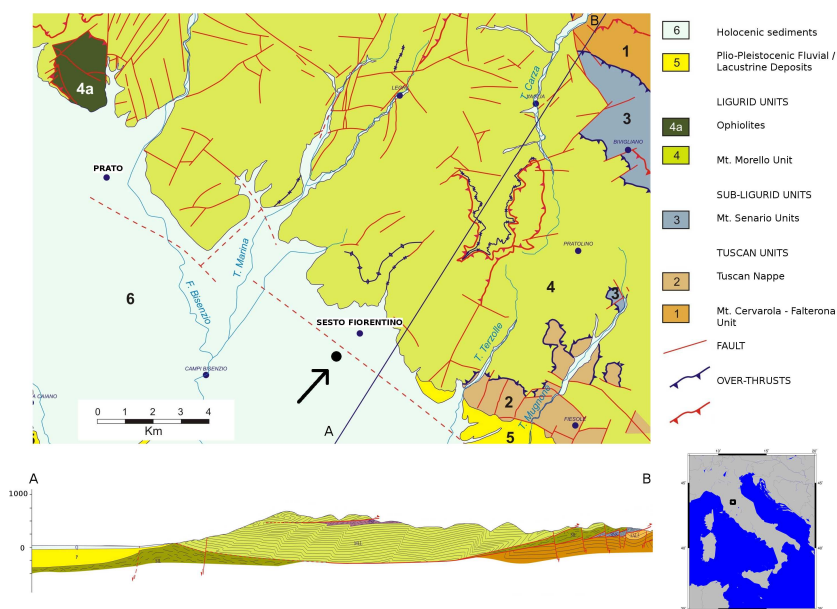 B
1
4a
LEGRI
T. Carza
VAGLIA
3
BIVIGLIANO
PRATO
T. Marina
PRATOLINO
F. Bisenzio
6
4
3
SESTO FIORENTINO
T. Terzolle
CAMPI BISENZIO
A CAIANO
2
T. Mugnone
FIESOLE
5
A
0 1 2 3 4
Km
6 Holocenic sediments
5 Plio-Pleistocenic Fluvial /
Lacustrine Deposits
LIGURID UNITS
4a Ophiolites
4 Mt. Morello Unit
SUB-LIGURID UNITS
3 Mt. Senario Units
TUSCAN UNITS
2 Tuscan Nappe
1 Mt. Cervarola - Falterona
Unit
FAULT
OVER-THRUSTS
A
B
1000
0